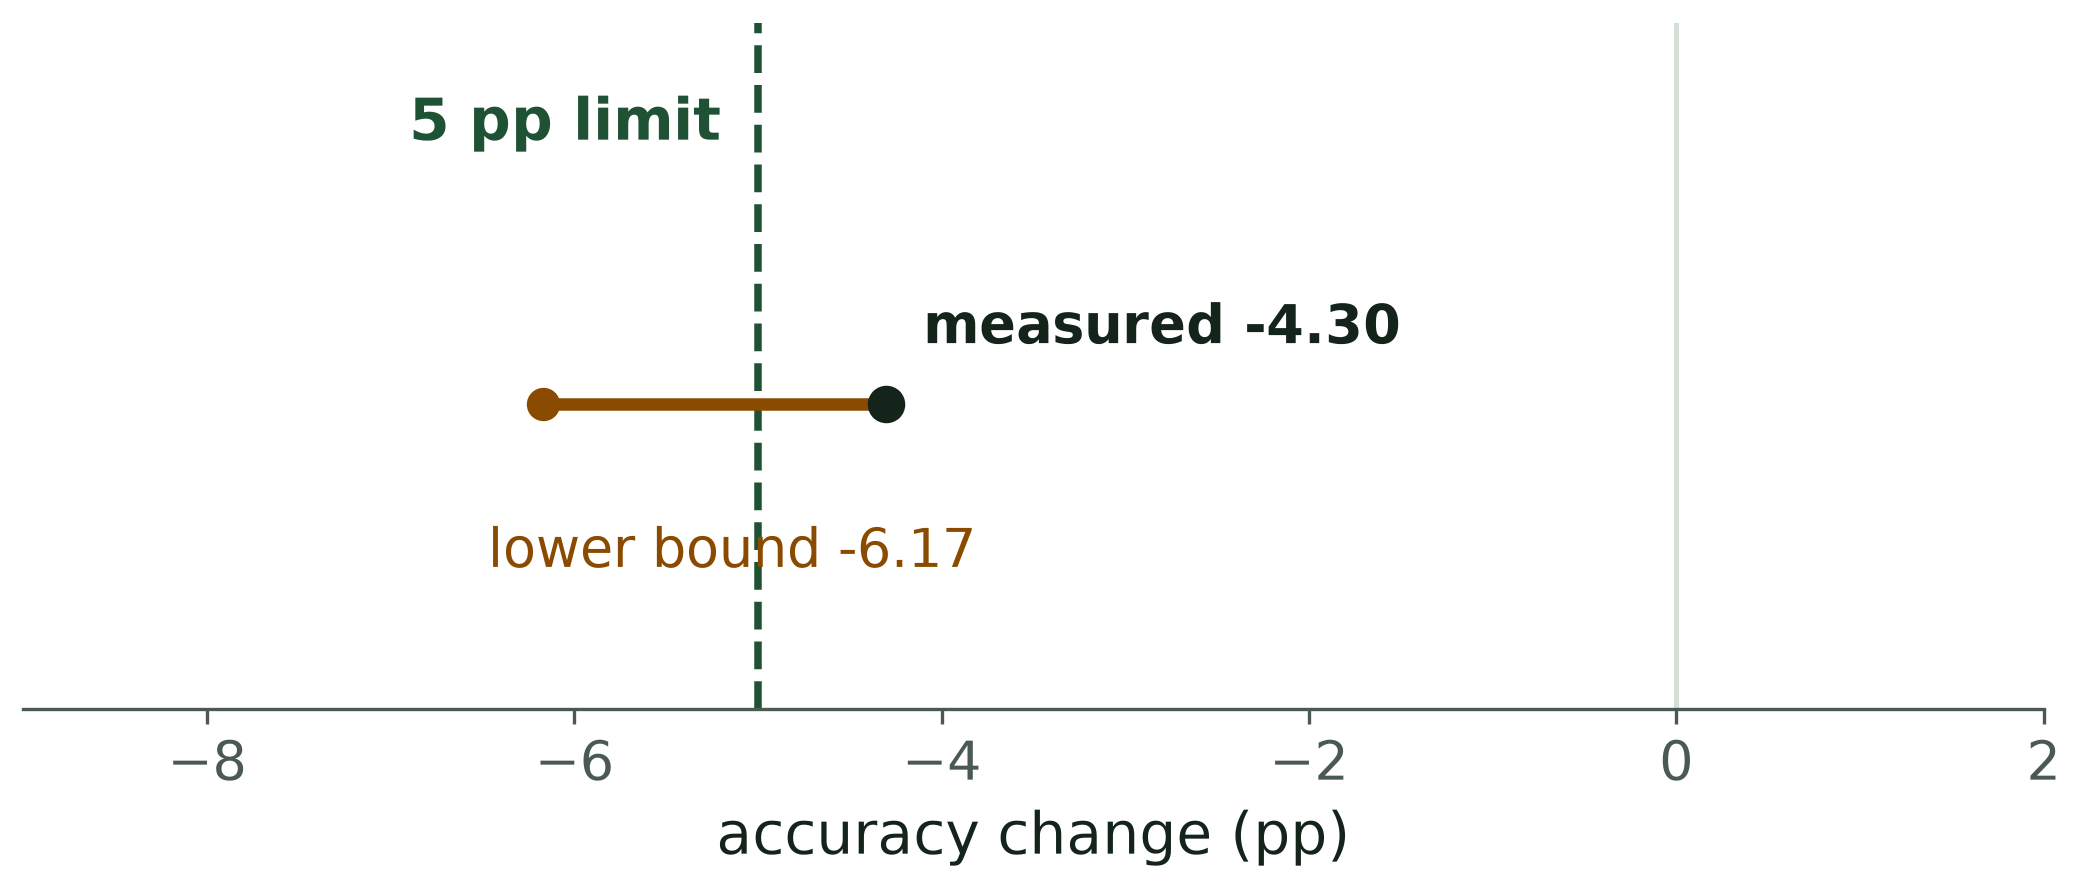 5 pp limit
measured -4.30
lower bound -6.17
−8 −6 −4 −2 0 2
accuracy change (pp)